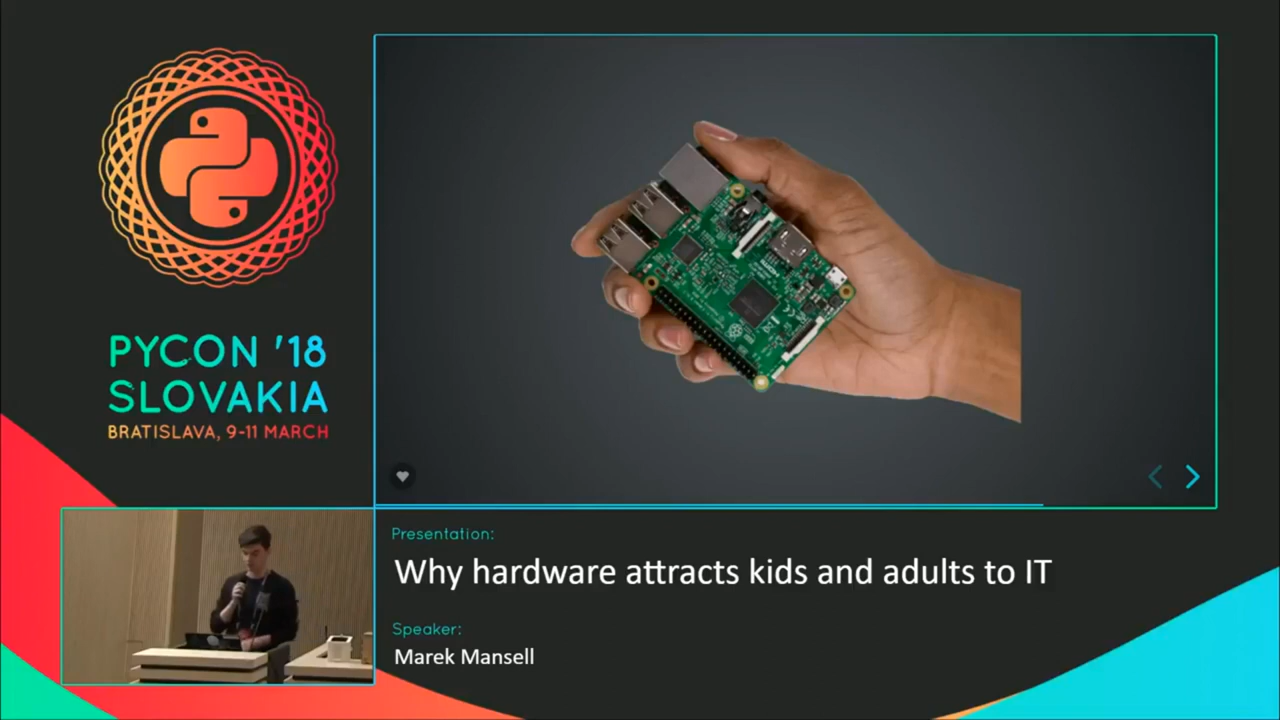 PYCON '18
SLOVAKIA
BRATISLAVA, 9-11 MARCH
Presentation:
Why hardware attracts kids and adults to IT
Speaker:
Marek Mansell